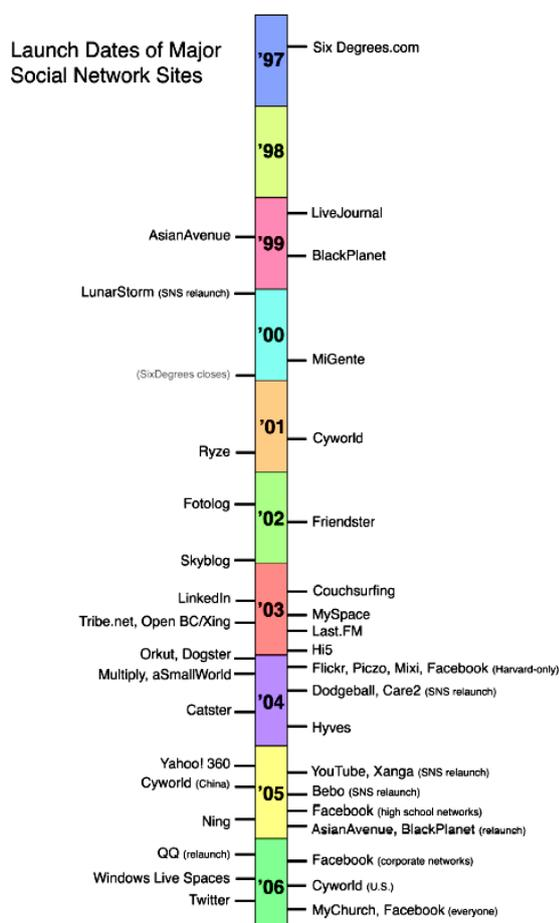 Launch Dates of Major
Social Network Sites
'97
Six Degrees.com
'98
LiveJournal
AsianAvenue
'99
BlackPlanet
LunarStorm (SNS relaunch)
'00
MiGente
(SixDegrees closes)
'01
Cyworld
Ryze
Fotolog
'02
Friendster
Skyblog
Couchsurfing
LinkedIn
'03
MySpace
Tribe.net, Open BC/Xing
Last.FM
Hi5
Orkut, Dogster
Flickr, Piczo, Mixi, Facebook (Harvard-only)
Multiply, aSmallWorld
Dodgeball, Care2 (SNS relaunch)
'04
Catster
Hyves
Yahoo! 360
YouTube, Xanga (SNS relaunch)
Cyworld (China)
Bebo (SNS relaunch)
'05
Facebook (high school networks)
Ning
AsianAvenue, BlackPlanet (relaunch)
QQ (relaunch)
Facebook (corporate networks)
Windows Live Spaces
'06
Cyworld (U.S.)
Twitter
MyChurch, Facebook (everyone)